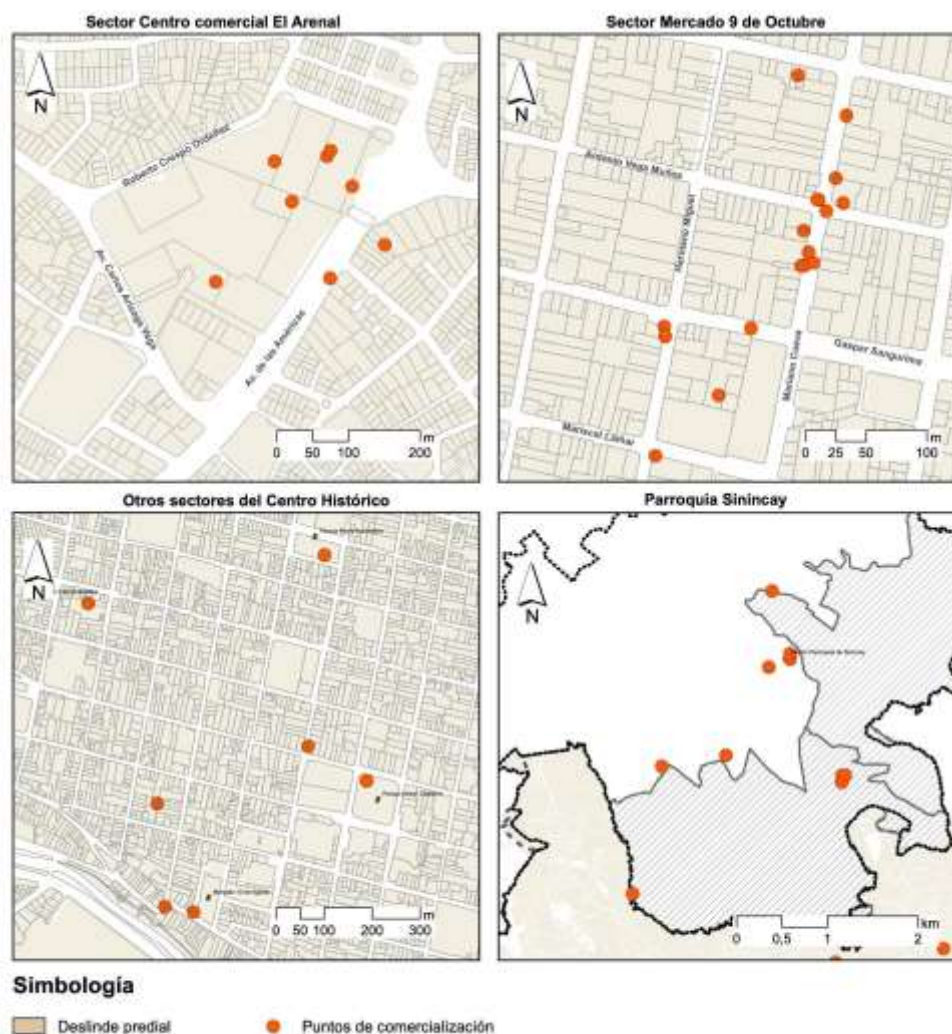 Sector Centro comercial El Arenal
N
Roberto Crespo Ordoñez
Av. Carlos Arízaga Vega
Av. de las Américas
0 50 100 200 m
Sector Mercado 9 de Octubre
N
Antonio Vega Muñoz
Hermano Miguel
Mariano Cueva
Gaspar Sangurima
Mariscal Lamar
0 25 50 100 m
Otros sectores del Centro Histórico
N
0 50 100 200 300 m
Parroquia Sinincay
N
0 0,5 1 2 km
Simbología
Deslinde predial
Puntos de comercialización